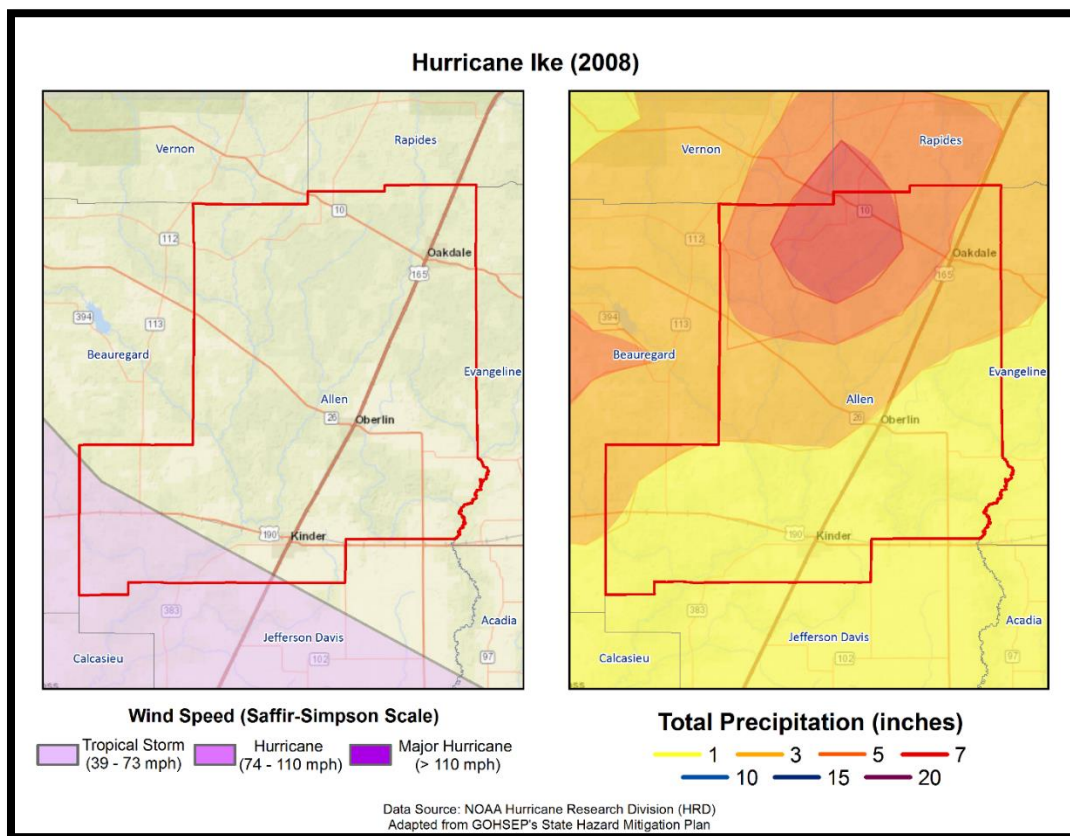 Hurricane Ike (2008)
Vernon
Rapides
10
112
Oakdale
165
394
113
Beauregard
Evangeline
Allen
26
Oberlin
190
Kinder
383
Acadia
Jefferson Davis
Calcasieu
102
97
Wind Speed (Saffir-Simpson Scale)
Tropical Storm
(39 - 73 mph)
Hurricane
(74 - 110 mph)
Major Hurricane
(> 110 mph)
Vernon
Rapides
10
112
Oakdale
165
394
113
Beauregard
Evangeline
Allen
26
Oberlin
190
Kinder
383
Acadia
Jefferson Davis
Calcasieu
102
97
Total Precipitation (inches)
1
3
5
7
10
15
20
Data Source: NOAA Hurricane Research Division (HRD)
Adapted from GOHSEP's State Hazard Mitigation Plan